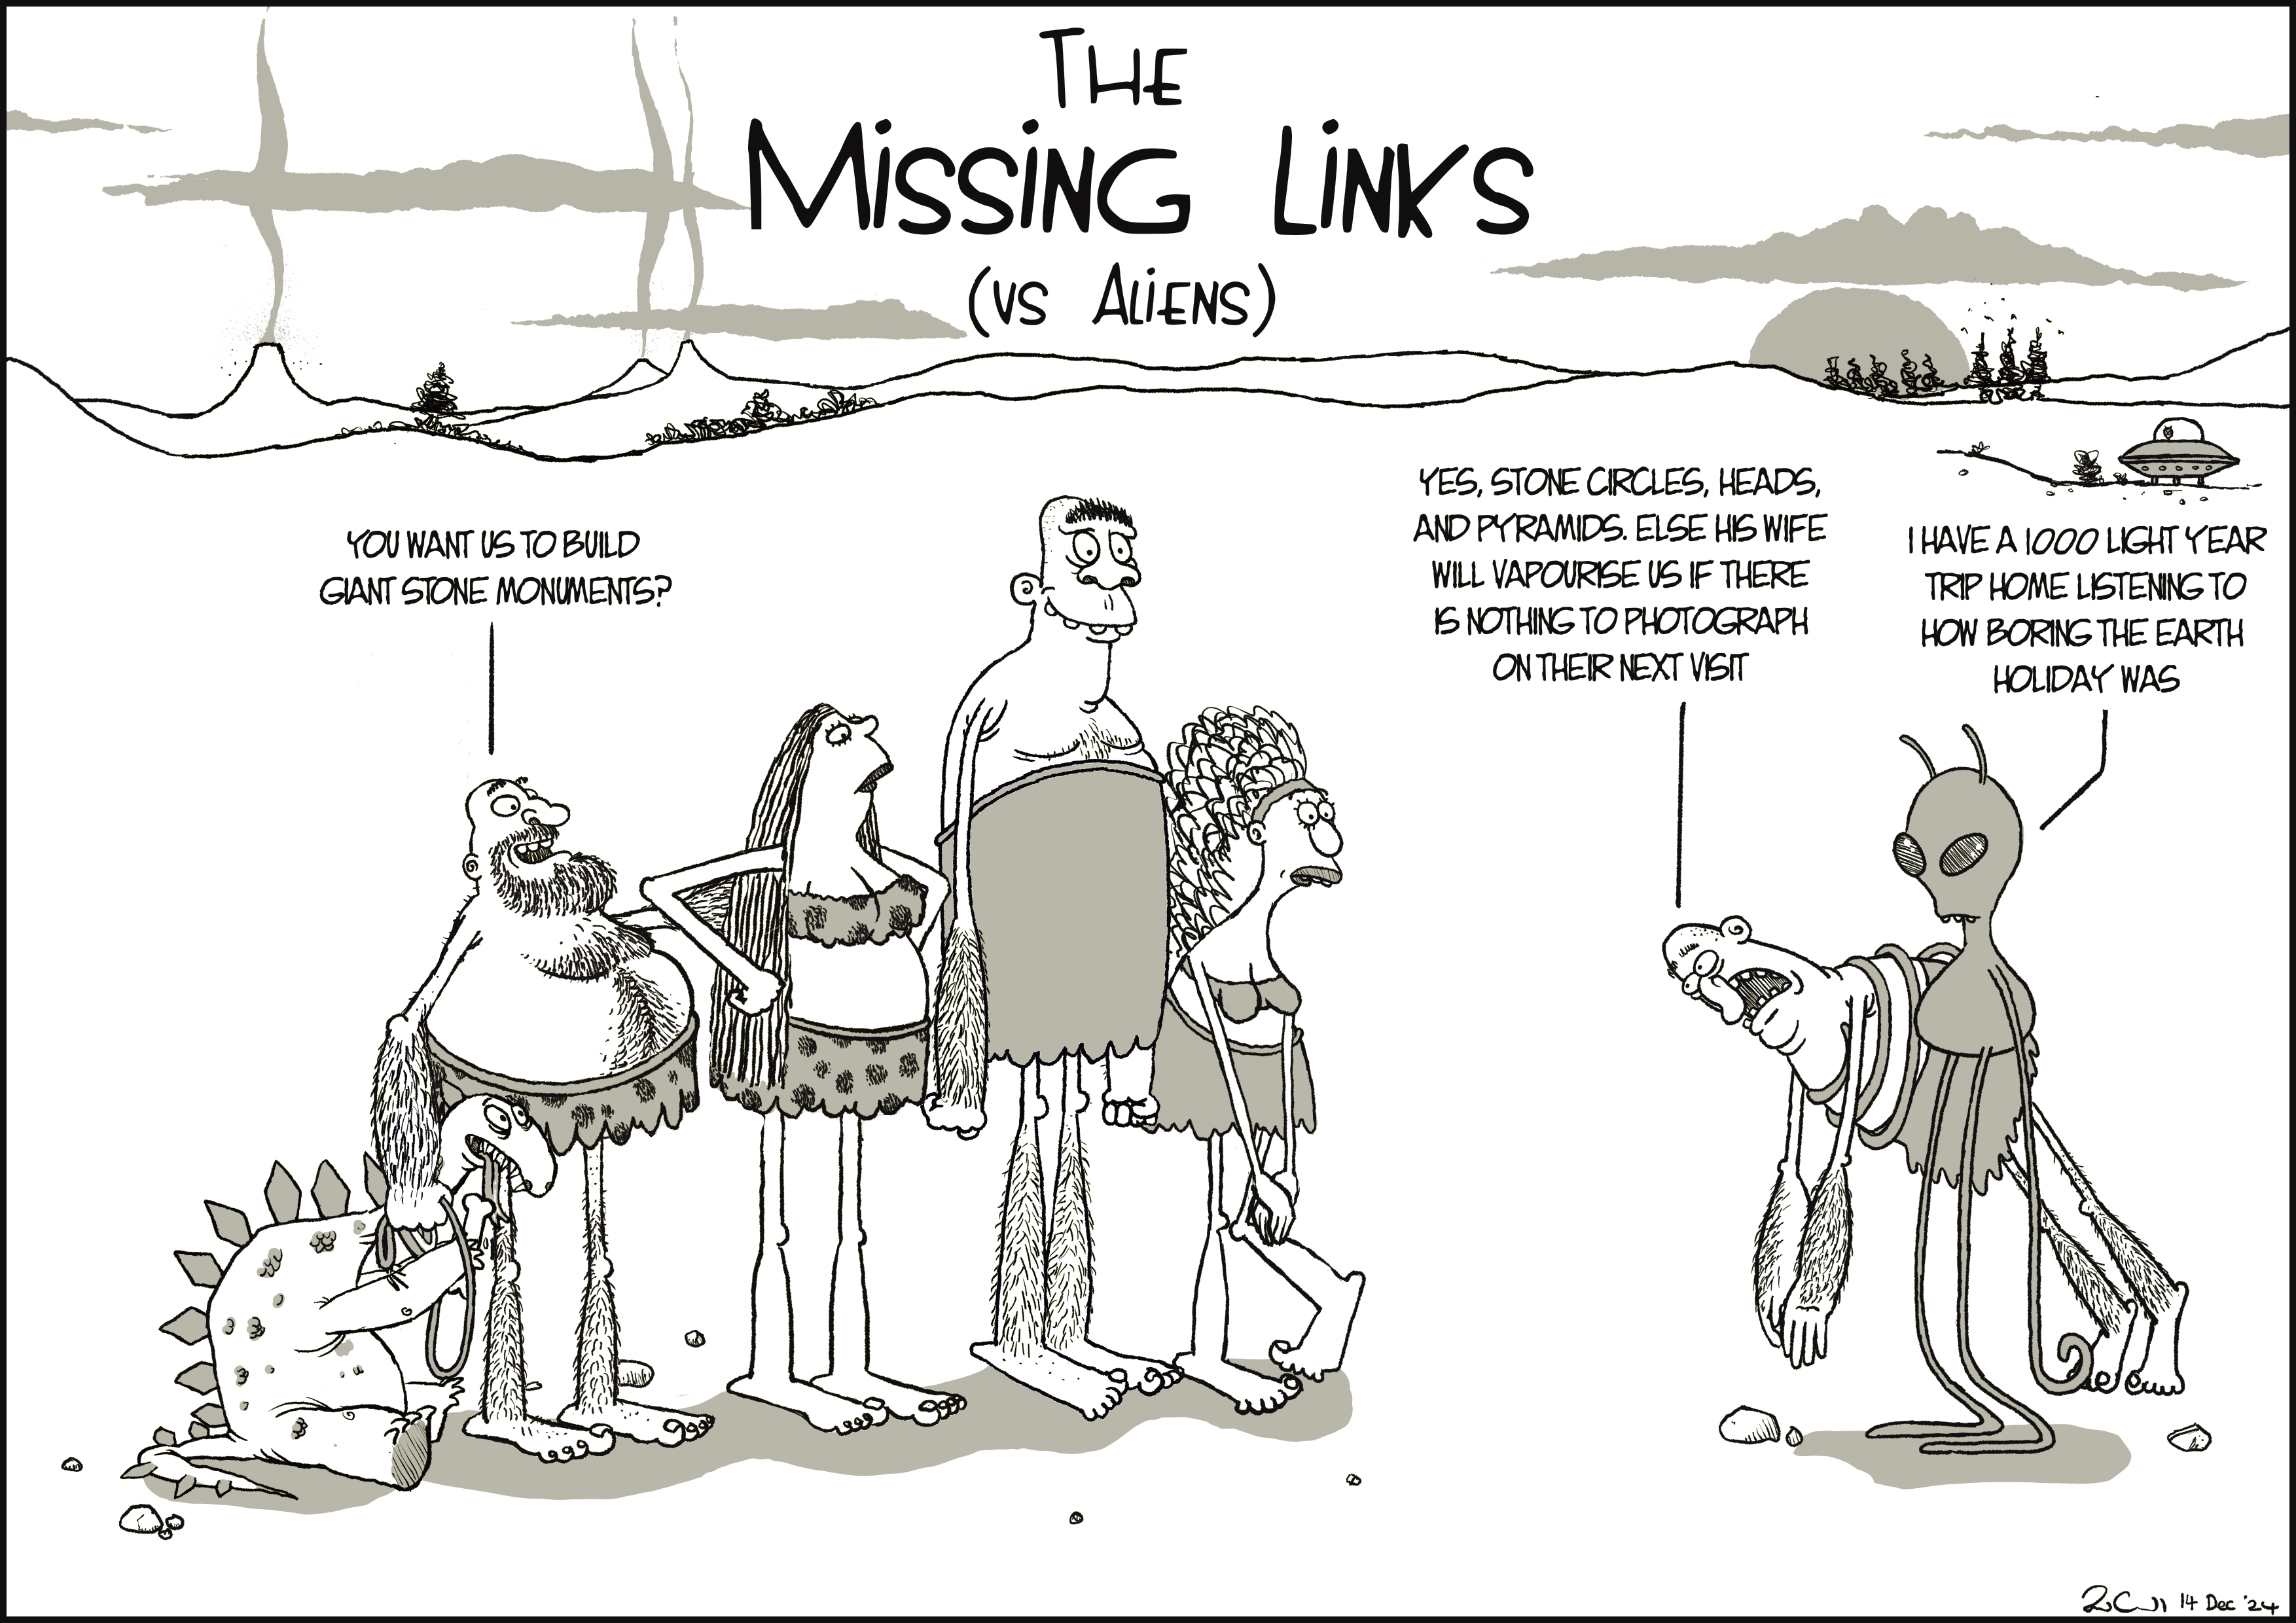 THE
MISSING LINKS
(VS ALIENS)
YOU WANT US TO BUILD
GIANT STONE MONUMENTS?
YES, STONE CIRCLES, HEADS,
AND PYRAMIDS. ELSE HIS WIFE
WILL VAPOURISE US IF THERE
IS NOTHING TO PHOTOGRAPH
ON THEIR NEXT VISIT
I HAVE A 1000 LIGHT YEAR
TRIP HOME LISTENING TO
HOW BORING THE EARTH
HOLIDAY WAS
14 Dec '24